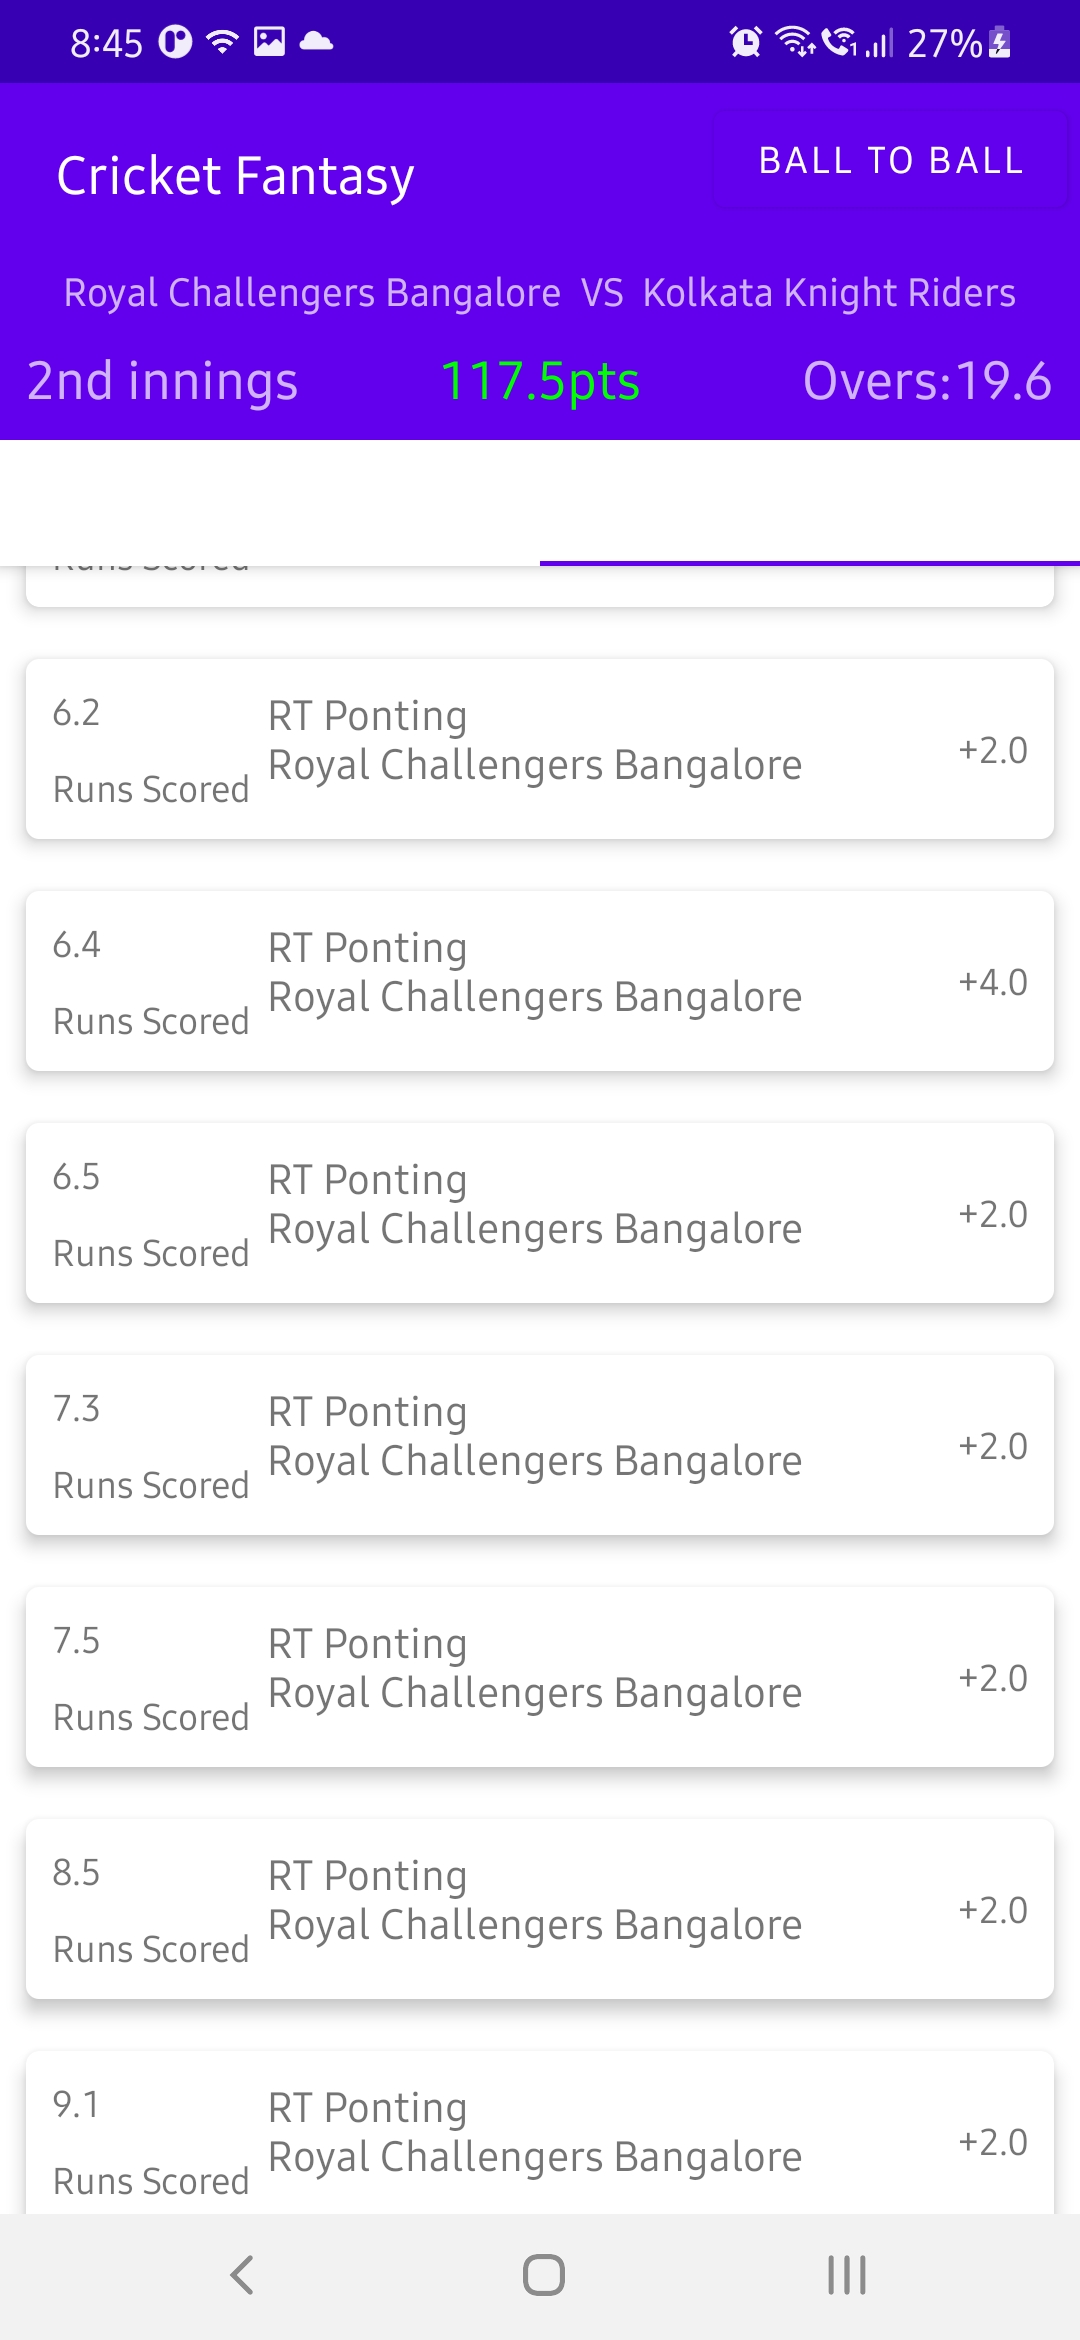 8:45
27%
Cricket Fantasy
BALL TO BALL
Royal Challengers Bangalore VS Kolkata Knight Riders
2nd innings 117.5pts Overs:19.6
Runs Scored
6.2
RT Ponting
Royal Challengers Bangalore
+2.0
Runs Scored
6.4
RT Ponting
Royal Challengers Bangalore
+4.0
Runs Scored
6.5
RT Ponting
Royal Challengers Bangalore
+2.0
Runs Scored
7.3
RT Ponting
Royal Challengers Bangalore
+2.0
Runs Scored
7.5
RT Ponting
Royal Challengers Bangalore
+2.0
Runs Scored
8.5
RT Ponting
Royal Challengers Bangalore
+2.0
Runs Scored
9.1
RT Ponting
Royal Challengers Bangalore
+2.0
Runs Scored